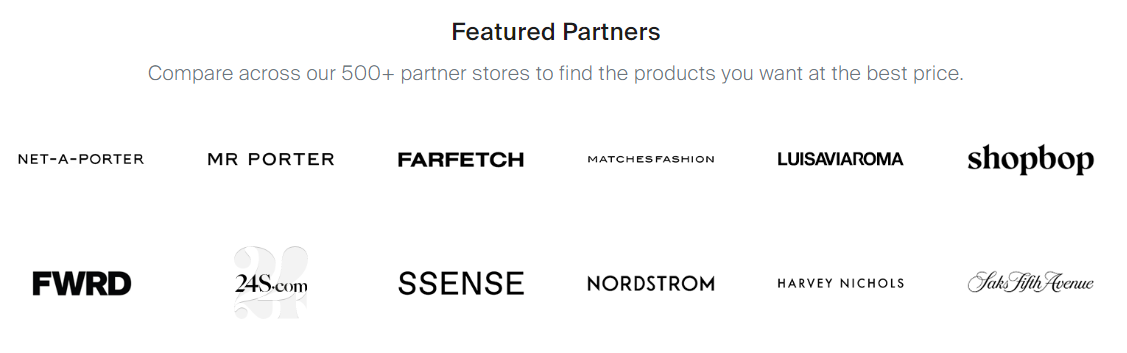 Featured Partners
Compare across our 500+ partner stores to find the products you want at the best price.
NET-A-PORTER MR PORTER FARFETCH MATCHESFASHION LUISAVIAROMA shopbop
FWRD 24S.com SSENSE NORDSTROM HARVEY NICHOLS Saks Fifth Avenue